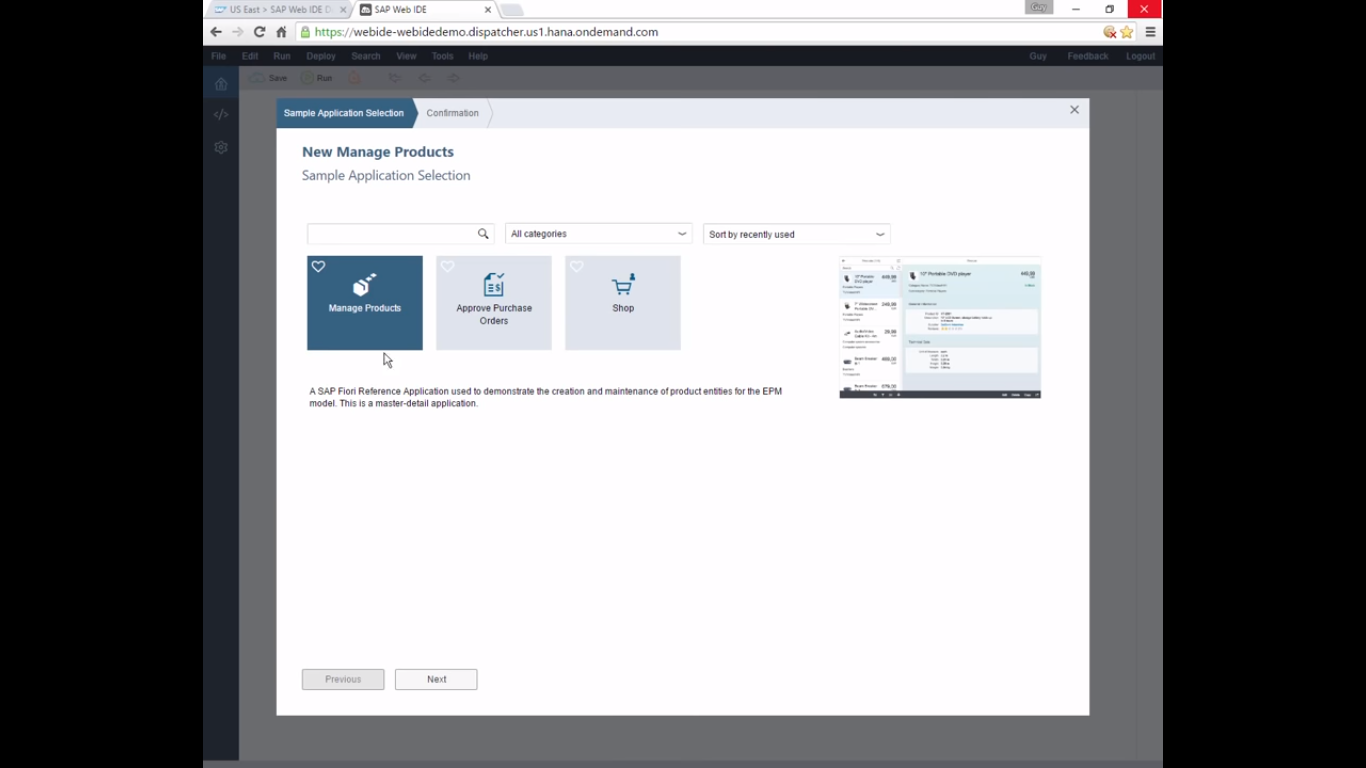 US East > SAP Web IDE D
SAP Web IDE
Guy
https://webide-webidedemo.dispatcher.us1.hana.ondemand.com
File Edit Run Deploy Search View Tools Help Guy Feedback Logout
Save Run
Sample Application Selection Confirmation
New Manage Products
Sample Application Selection
All categories
Sort by recently used
Manage Products
Approve Purchase
Orders
Shop
10" Portable DVD player
A SAP Fiori Reference Application used to demonstrate the creation and maintenance of product entities for the EPM
model. This is a master-detail application.
Previous Next